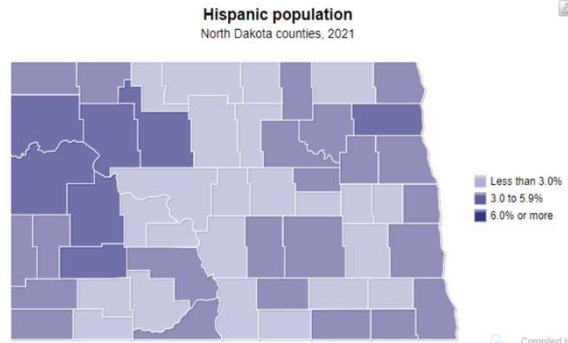 Hispanic population
North Dakota counties, 2021
Less than 3.0%
3.0 to 5.9%
6.0% or more
Compiled b